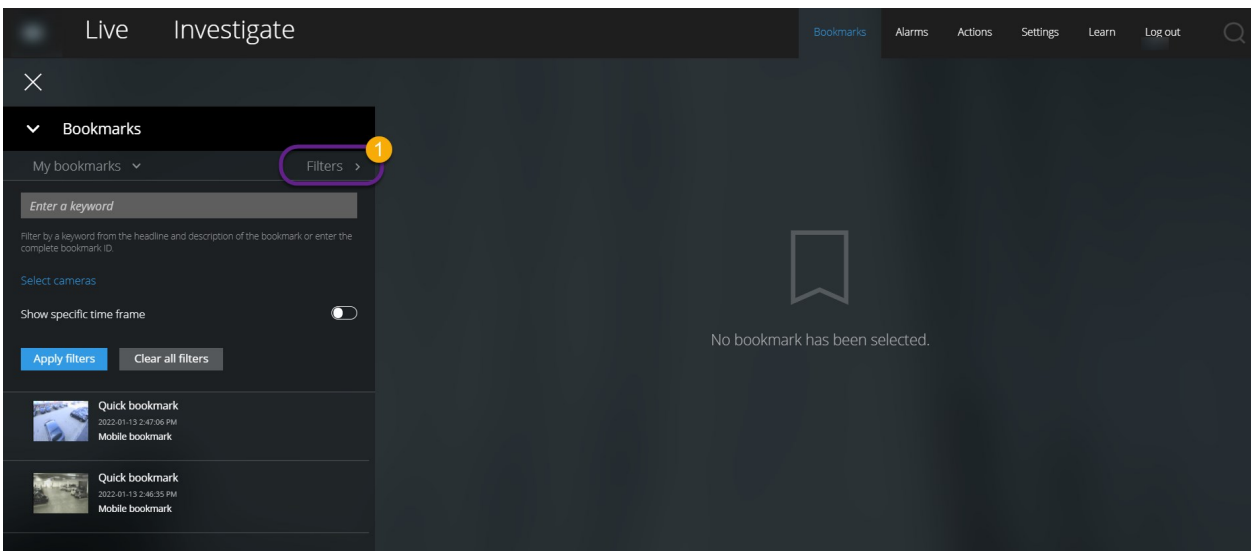 Live Investigate Bookmarks Alarms Actions Settings Learn Log out
Bookmarks
1
My bookmarks Filters
Enter a keyword
Filter by a keyword from the headline and description of the bookmark or enter the
complete bookmark ID.
Select cameras
Show specific time frame
Apply filters Clear all filters
Quick bookmark
2022-01-13 2:47:06 PM
Mobile bookmark
Quick bookmark
2022-01-13 2:46:35 PM
Mobile bookmark
No bookmark has been selected.